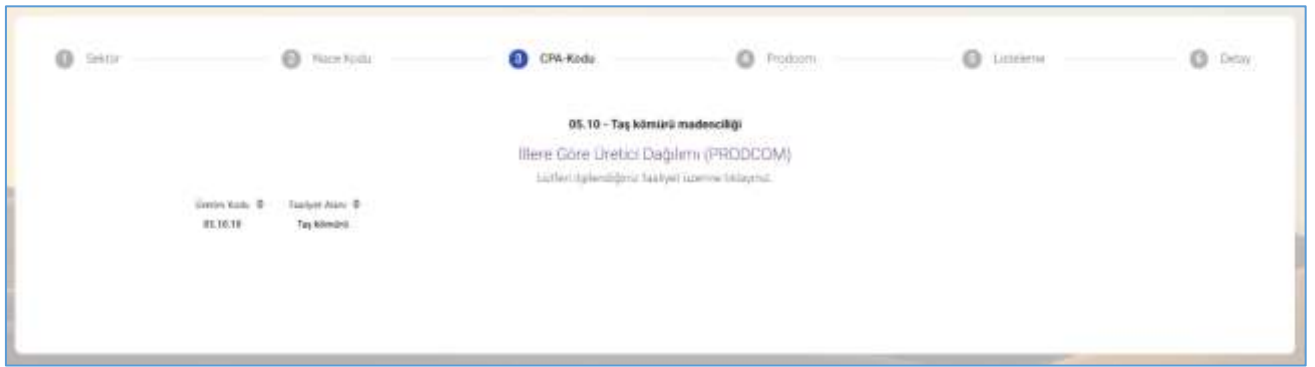 1 Sektör 2 Nace Kodu 3 CPA-Kodu 4 Prodcom 5 Listeleme 6 Detay
05.10 - Taş kömürü madenciliği
İllere Göre Üretici Dağılımı (PRODCOM)
Lütfen ilgilendiğiniz faaliyet üzerine tıklayınız.
Üretim Kodu Faaliyet Alanı
05.10.10 Taş kömürü